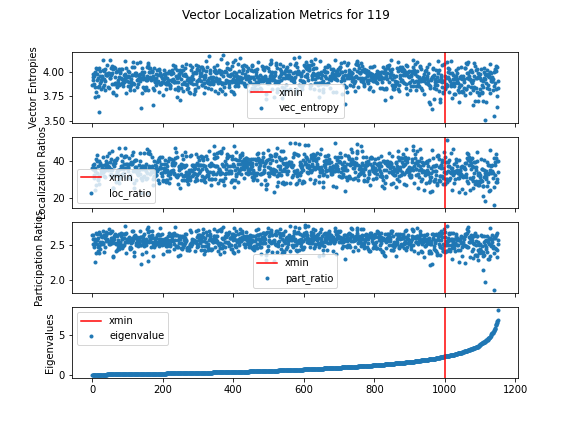 Vector Localization Metrics for 119
Vector Entropies
4.00
3.75
3.50
xmin
vec_entropy
Localization Ratios
40
20
xmin
loc_ratio
Participation Ratios
2.5
2.0
xmin
part_ratio
Eigenvalues
5
0
xmin
eigenvalue
0 200 400 600 800 1000 1200